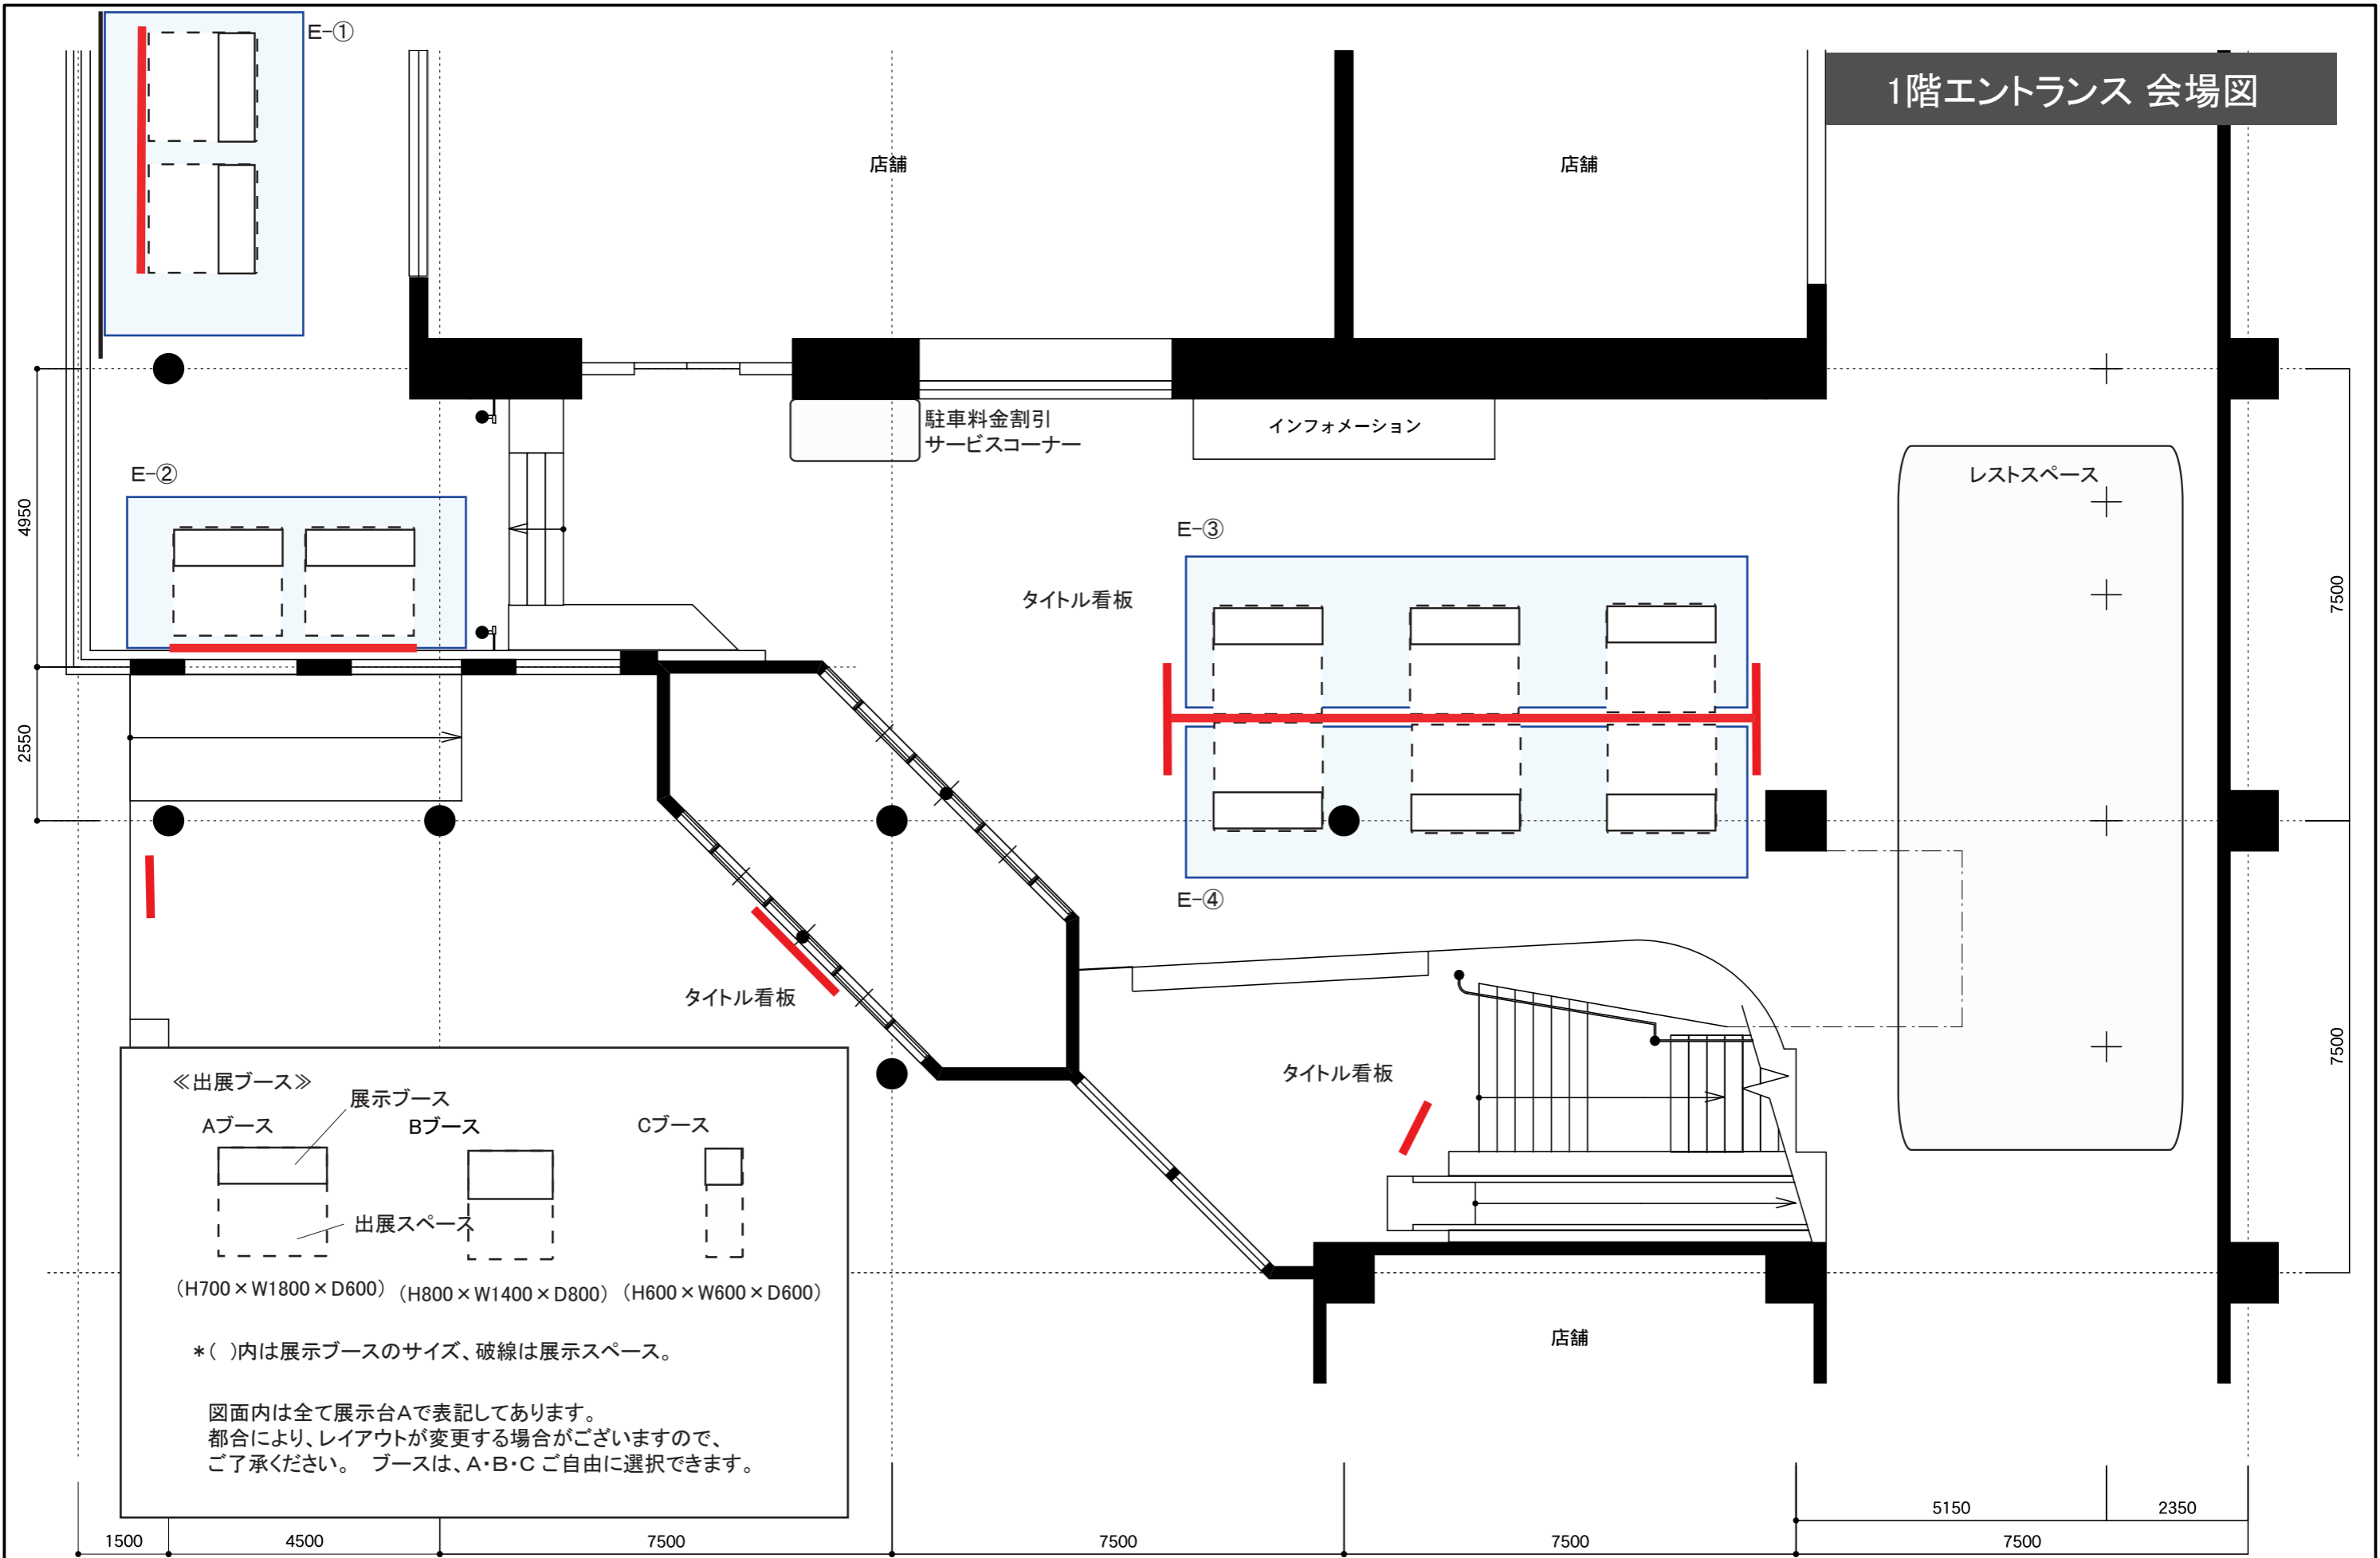 E-①
1階エントランス 会場図
店舗
店舗
駐車料金割引
サービスコーナー
インフォメーション
レストスペース
E-②
E-③
タイトル看板
4950
2550
7500
7500
E-④
タイトル看板
タイトル看板
≪出展ブース≫
展示ブース
Aブース
Bブース
Cブース
出展スペース
(H700×W1800×D600)
(H800×W1400×D800)
(H600×W600×D600)
*( )内は展示ブースのサイズ、破線は展示スペース。
図面内は全て展示台Aで表記してあります。
都合により、レイアウトが変更する場合がございますので、
ご了承ください。 ブースは、A・B・C ご自由に選択できます。
店舗
5150
2350
1500
4500
7500
7500
7500
7500